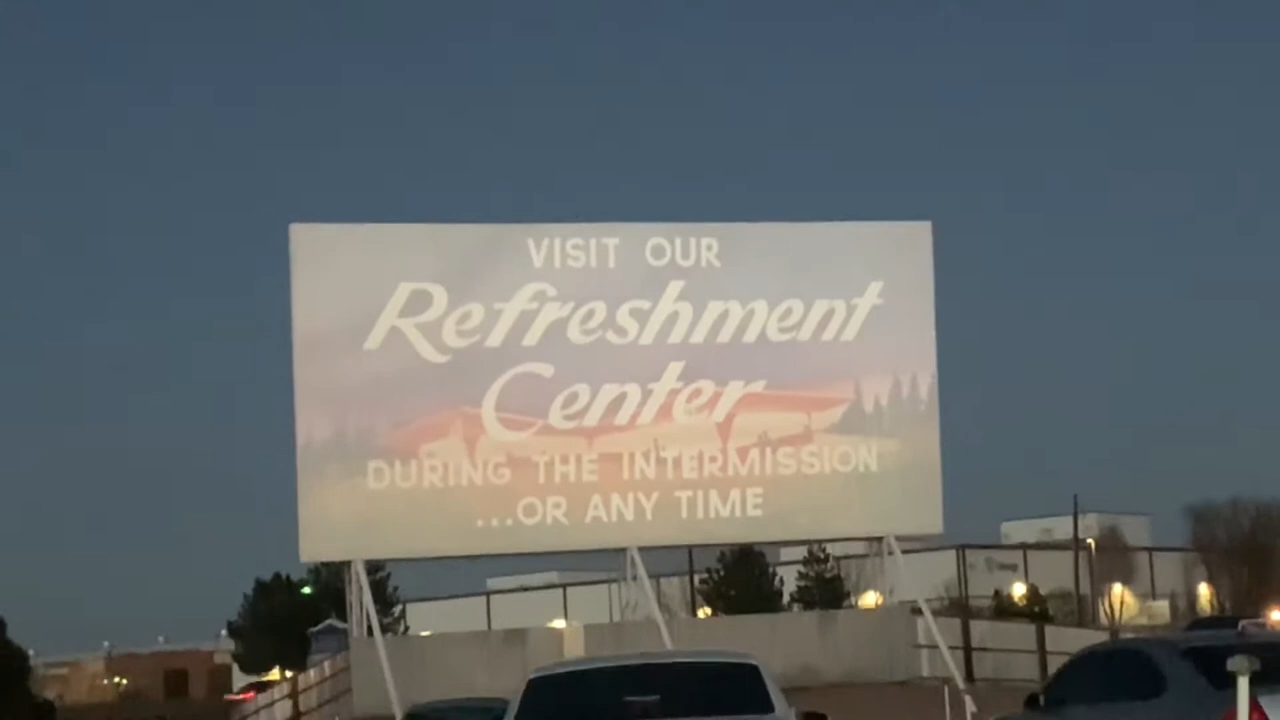 VISIT OUR
Refreshment
Center
DURING THE INTERMISSION
...OR ANY TIME